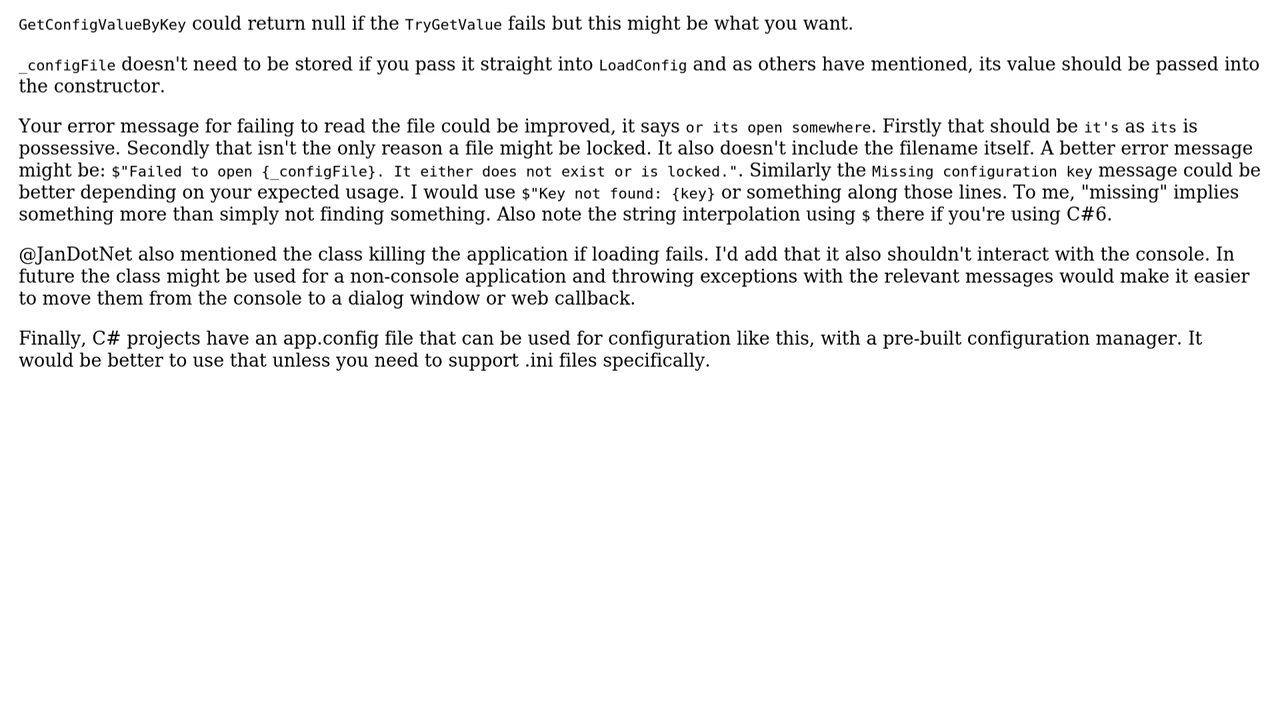 GetConfigValueByKey could return null if the TryGetValue fails but this might be what you want.
_configFile doesn't need to be stored if you pass it straight into LoadConfig and as others have mentioned, its value should be passed into
the constructor.
Your error message for failing to read the file could be improved, it says or its open somewhere. Firstly that should be it's as its is
possessive. Secondly that isn't the only reason a file might be locked. It also doesn't include the filename itself. A better error message
might be: $"Failed to open {_configFile}. It either does not exist or is locked.". Similarly the Missing configuration key message could be
better depending on your expected usage. I would use $"Key not found: {key} or something along those lines. To me, "missing" implies
something more than simply not finding something. Also note the string interpolation using $ there if you're using C#6.
@JanDotNet also mentioned the class killing the application if loading fails. I'd add that it also shouldn't interact with the console. In
future the class might be used for a non-console application and throwing exceptions with the relevant messages would make it easier
to move them from the console to a dialog window or web callback.
Finally, C# projects have an app.config file that can be used for configuration like this, with a pre-built configuration manager. It
would be better to use that unless you need to support .ini files specifically.